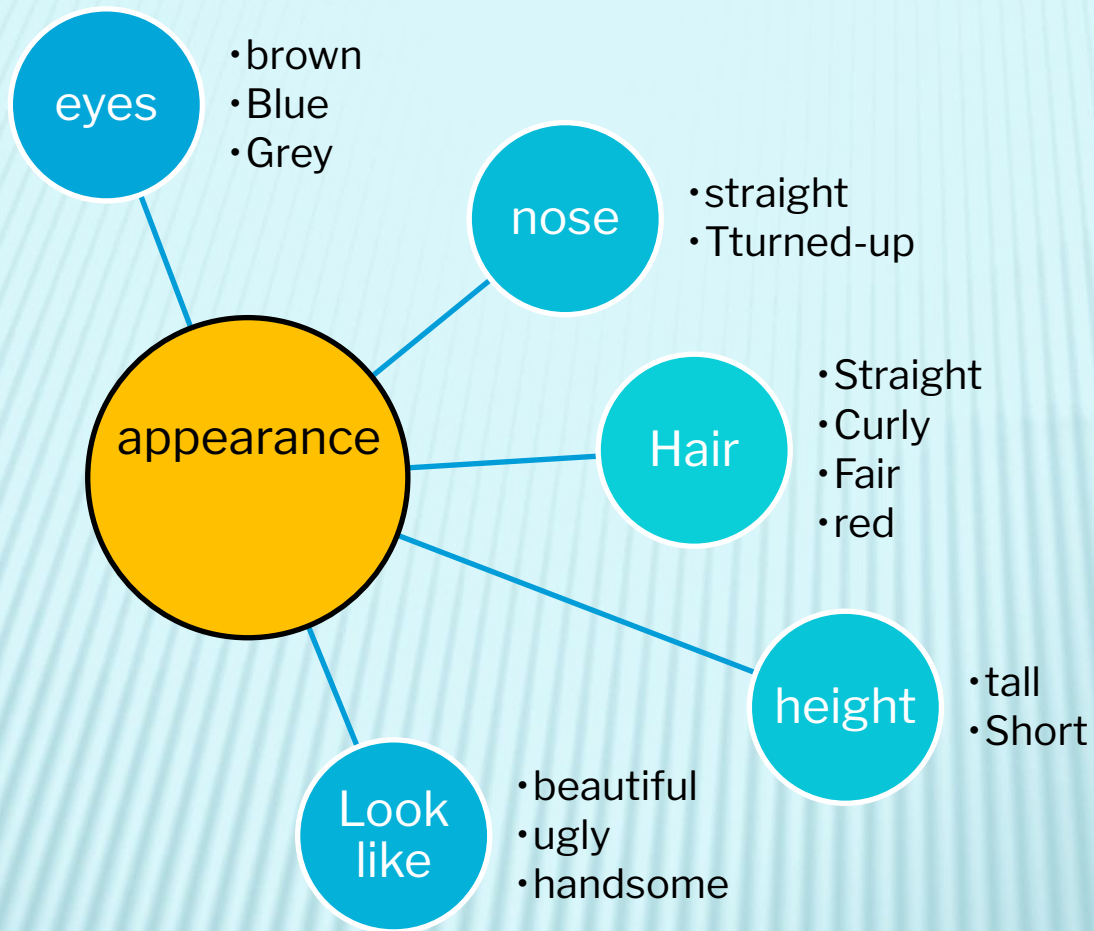 eyes
•brown
•Blue
•Grey
nose
•straight
•Tturned-up
appearance
Hair
•Straight
•Curly
•Fair
•red
height
•tall
•Short
Look
like
•beautiful
•ugly
•handsome